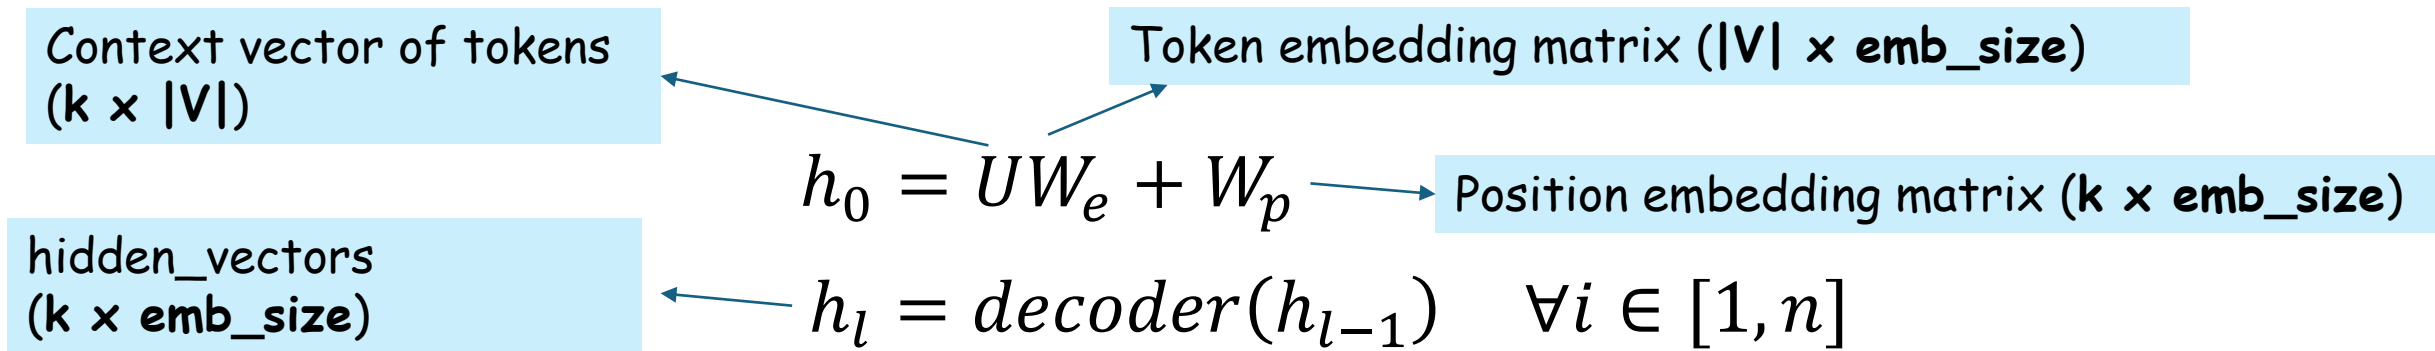 Context vector of tokens
(k x |V|)
Token embedding matrix (|V| x emb_size)
h₀ = UWₑ + Wₚ
Position embedding matrix (k x emb_size)
hidden_vectors
(k x emb_size)
hₗ = decoder(hₗ₋₁) ∀i ∈ [1, n]